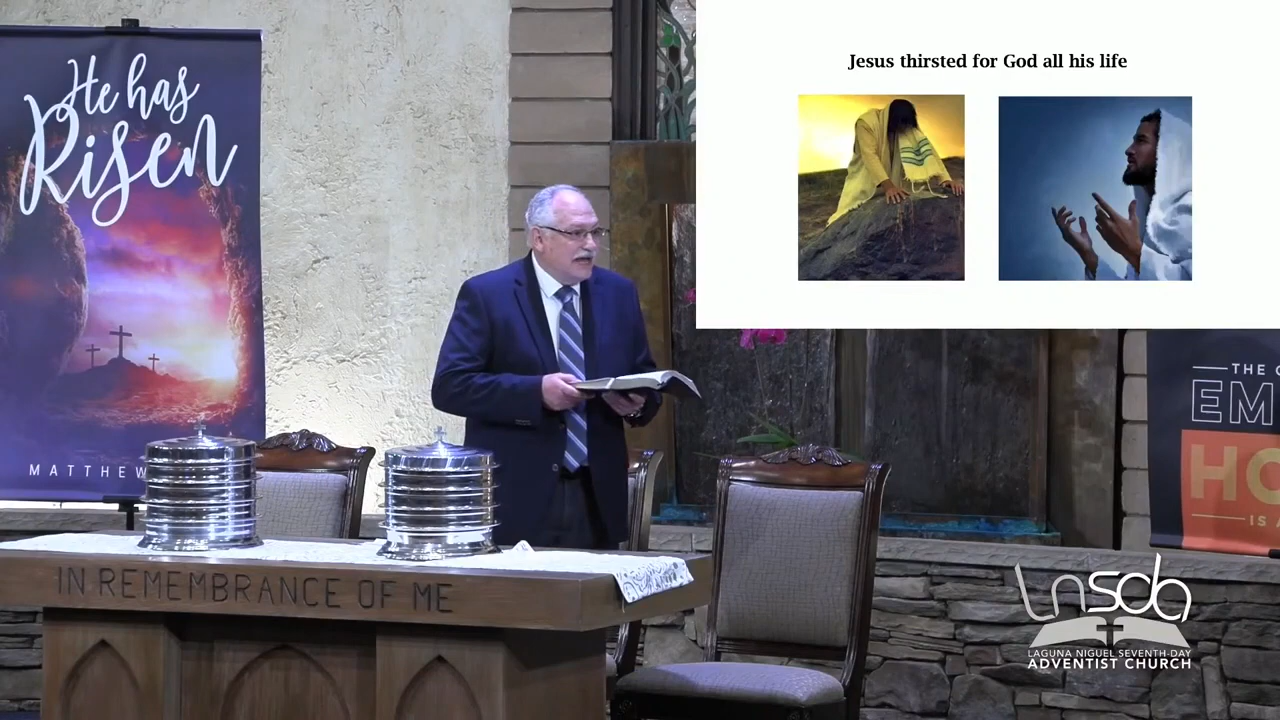 He has
Risen
MATTHEW
Jesus thirsted for God all his life
THE
EM
HO
IS A
IN REMEMBRANCE OF ME
LNSDA
LAGUNA NIGUEL SEVENTH-DAY
ADVENTIST CHURCH